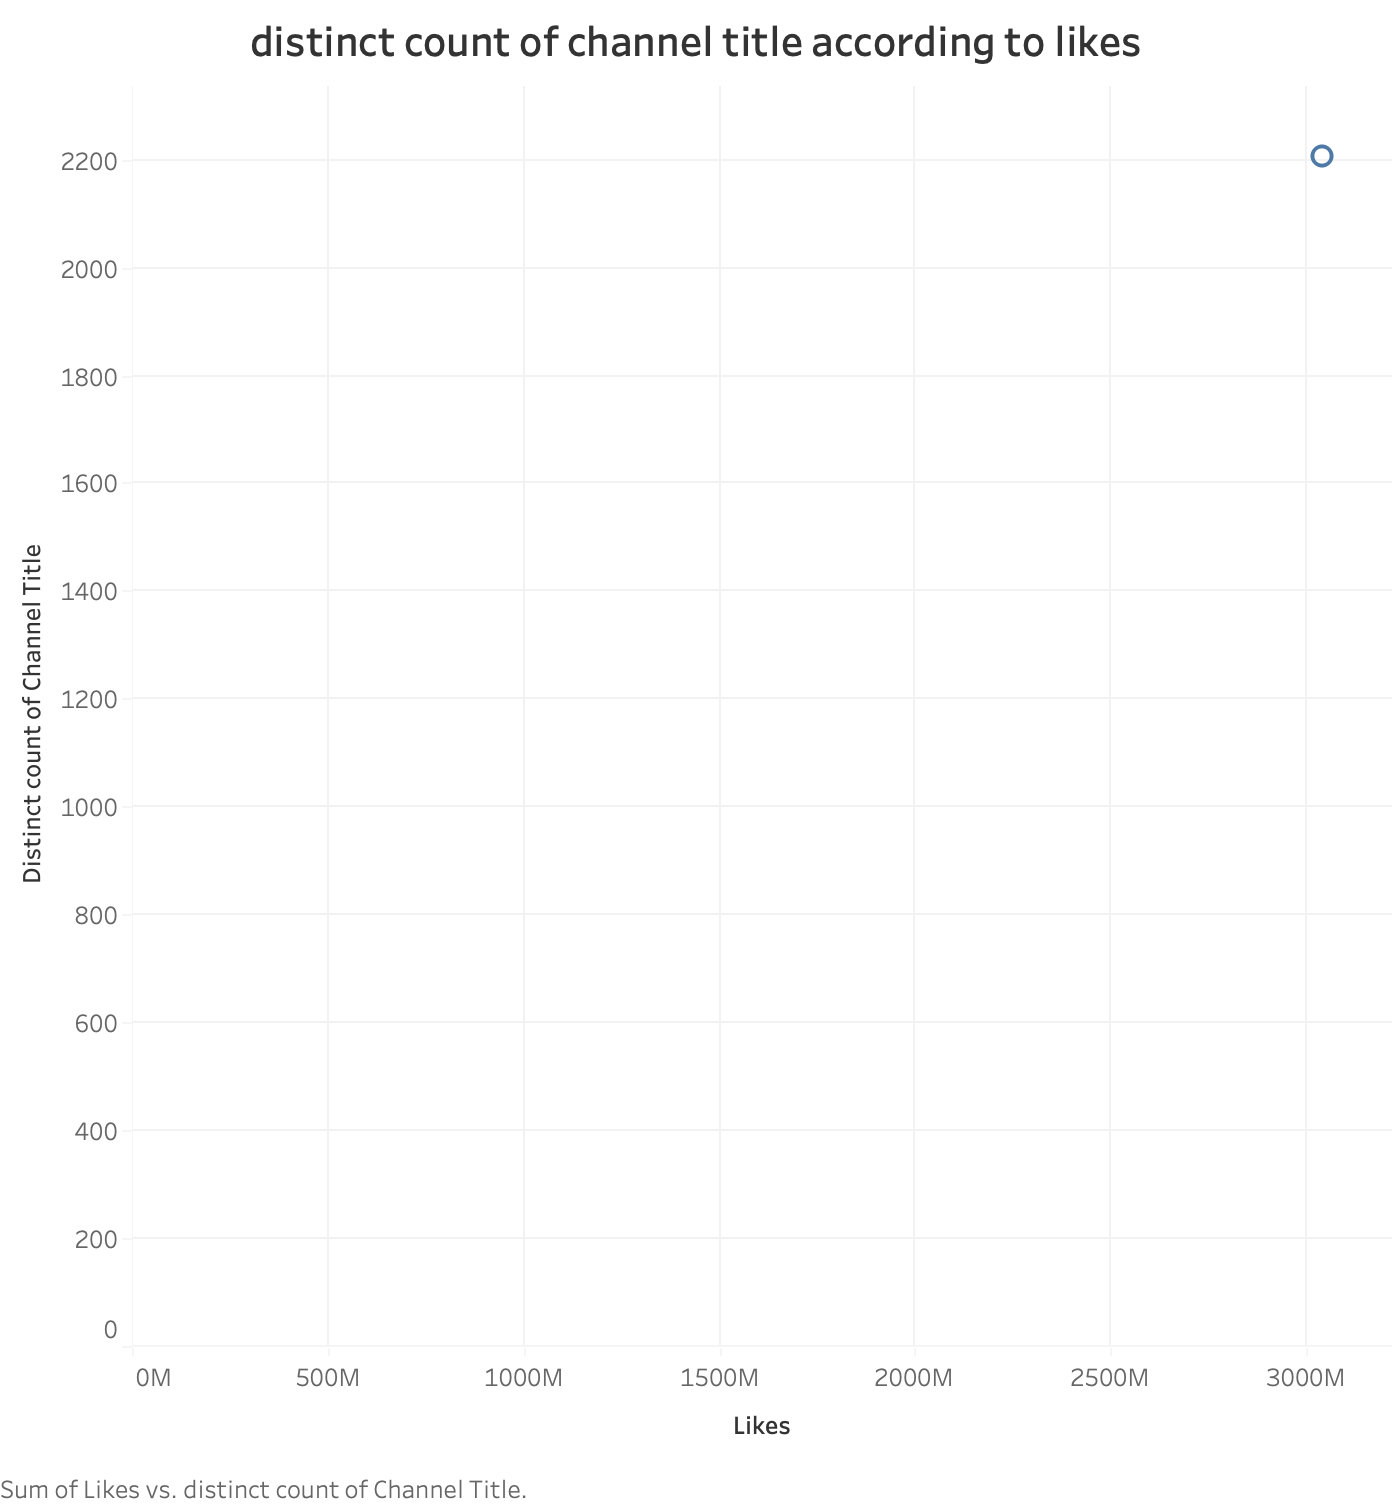 distinct count of channel title according to likes
Distinct count of Channel Title
2200
2000
1800
1600
1400
1200
1000
800
600
400
200
0
0M 500M 1000M 1500M 2000M 2500M 3000M
Likes
Sum of Likes vs. distinct count of Channel Title.